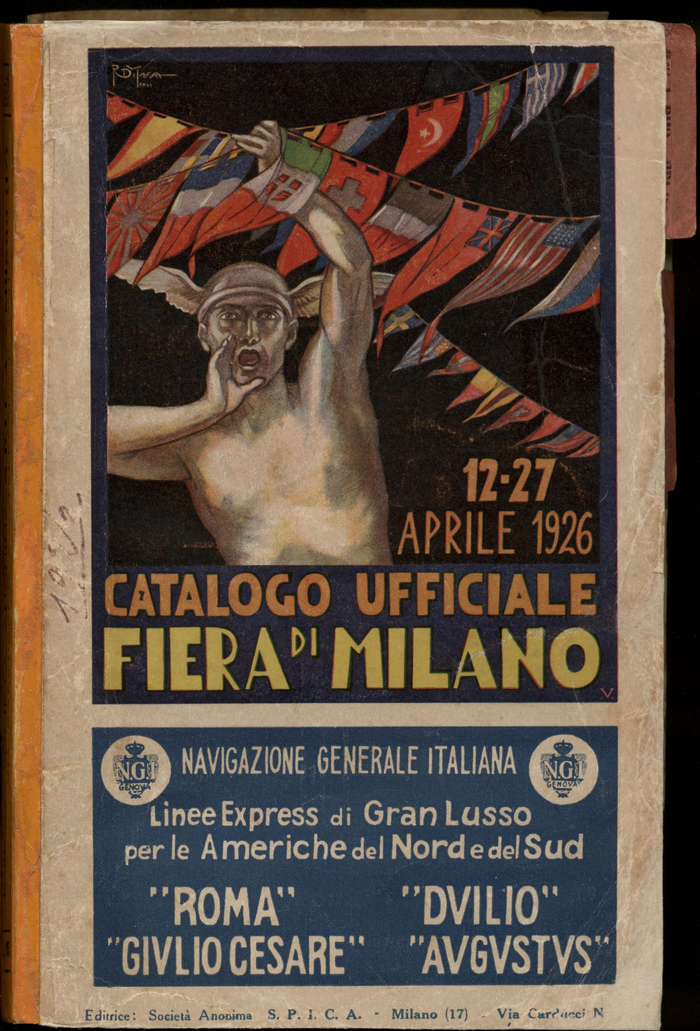 12-27
APRILE 1926
CATALOGO UFFICIALE
FIERA DI MILANO
V.
N.G.I
GENOVA
NAVIGAZIONE GENERALE ITALIANA
N.G.I
GENOVA
Linee Express di Gran Lusso
per le Americhe del Nord e del Sud
"ROMA" "DVILIO"
"GIVLIO CESARE" "AVGVSTVS"
Editrice: Società Anonima S. P. I. C. A. - Milano (17) - Via Carducci N